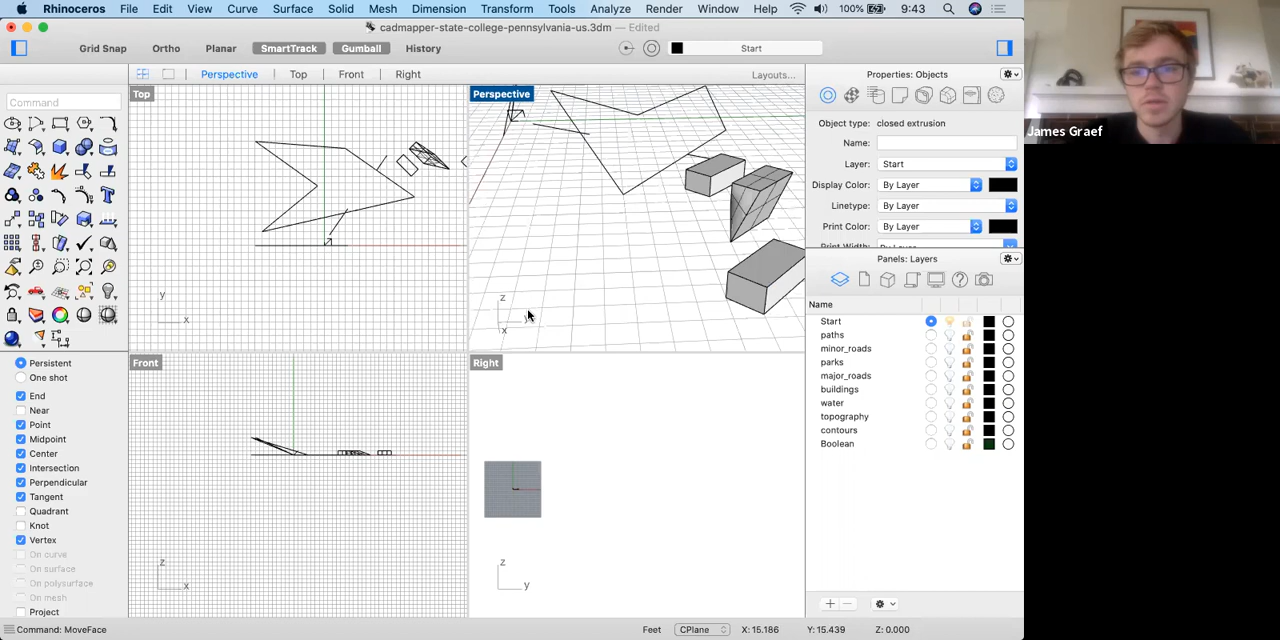 Rhinoceros File Edit View Curve Surface Solid Mesh Dimension Transform Tools Analyze Render Window Help 100% 9:43
cadmapper-state-college-pennsylvania-us.3dm — Edited
Grid Snap Ortho Planar SmartTrack Gumball History Start
Perspective Top Front Right Layouts...
Properties: Objects
Command
Top
Perspective
z
y
x
y
x
Front
Right
z
x
z
y
Object type: closed extrusion
Name:
Layer: Start
Display Color: By Layer
Linetype: By Layer
Print Color: By Layer
Panels: Layers
Name
Start
paths
minor_roads
parks
major_roads
buildings
water
topography
contours
Boolean
Persistent
One shot
End
Near
Point
Midpoint
Center
Intersection
Perpendicular
Tangent
Quadrant
Knot
Vertex
On curve
On surface
On polysurface
On mesh
Project
Command: MoveFace
Feet CPlane X: 15.186 Y: 15.439 Z: 0.000
James Graef